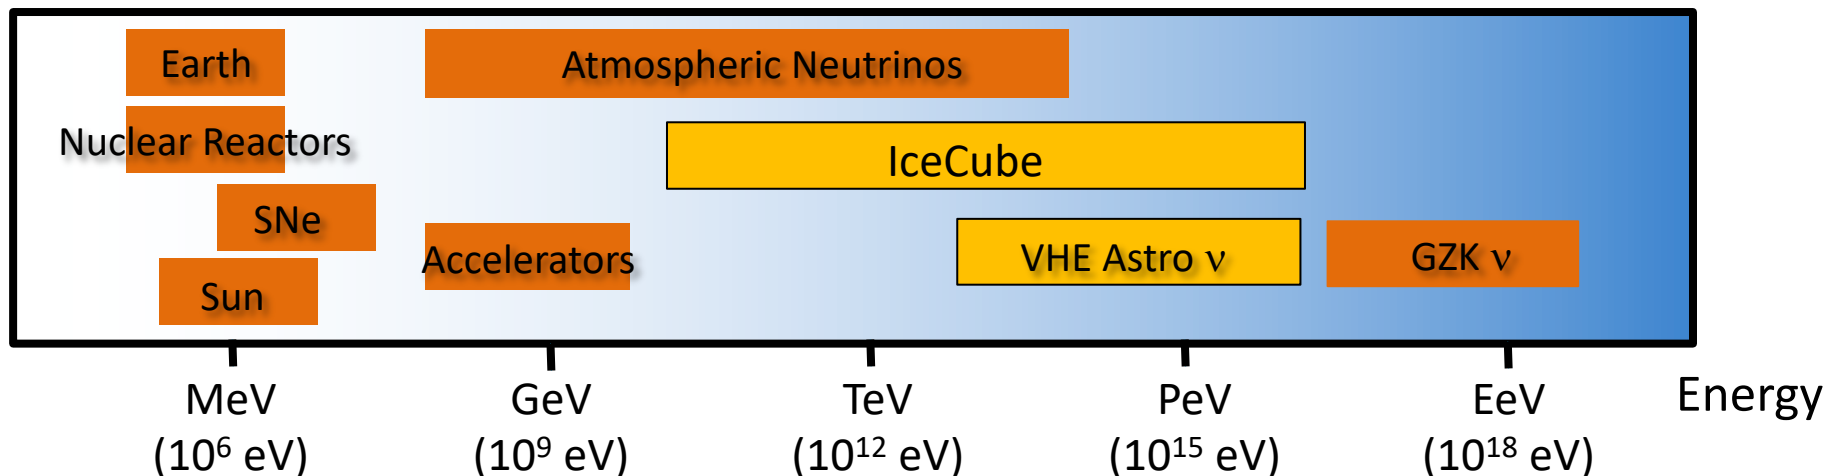 Earth
Atmospheric Neutrinos
Nuclear Reactors
IceCube
SNe
Accelerators
VHE Astro ν
GZK ν
Sun
MeV GeV TeV PeV EeV Energy
(10⁶ eV) (10⁹ eV) (10¹² eV) (10¹⁵ eV) (10¹⁸ eV)